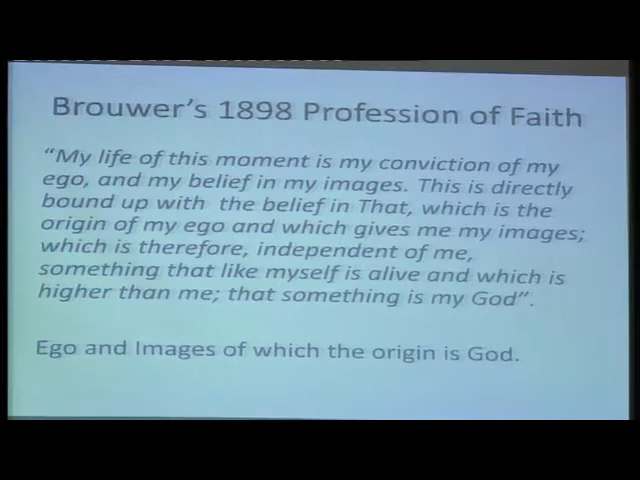 Brouwer's 1898 Profession of Faith
"My life of this moment is my conviction of my
ego, and my belief in my images. This is directly
bound up with the belief in That, which is the
origin of my ego and which gives me my images;
which is therefore, independent of me,
something that like myself is alive and which is
higher than me; that something is my God".
Ego and Images of which the origin is God.